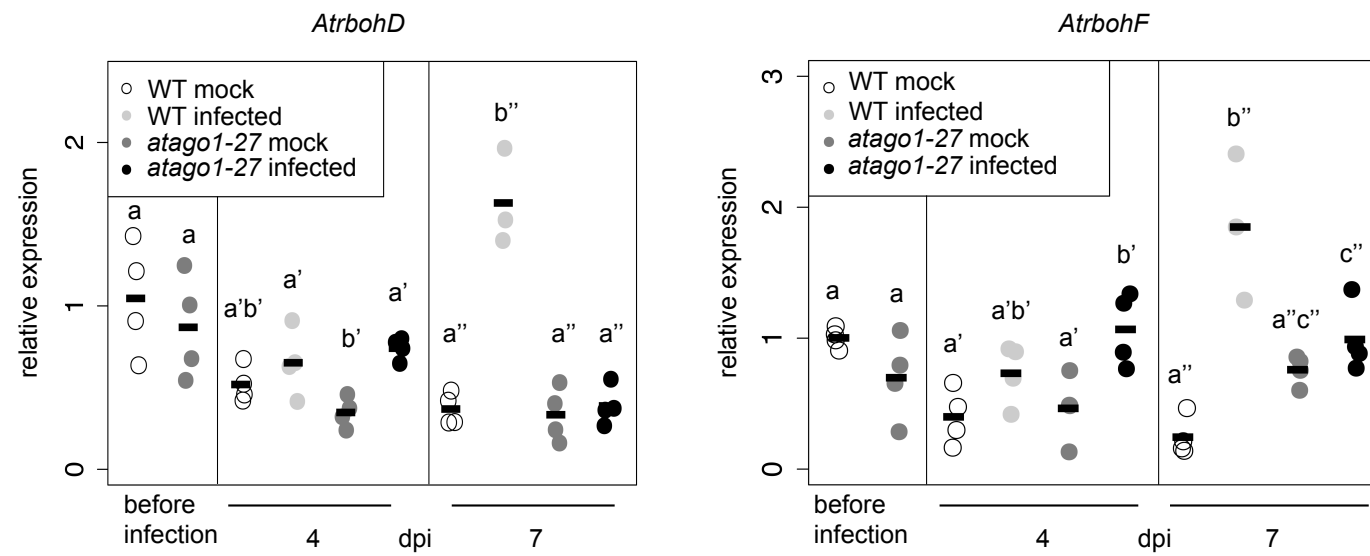 AtrbohD
relative expression
0
1
2
WT mock
WT infected
atago1-27 mock
atago1-27 infected
a
a
a'b'
a'
b'
a'
a''
b''
a''
a''
before
infection
4
dpi
7
AtrbohF
relative expression
0
1
2
3
WT mock
WT infected
atago1-27 mock
atago1-27 infected
a
a
a'
a'b'
a'
b'
a''
b''
a''c''
c''
before
infection
4
dpi
7